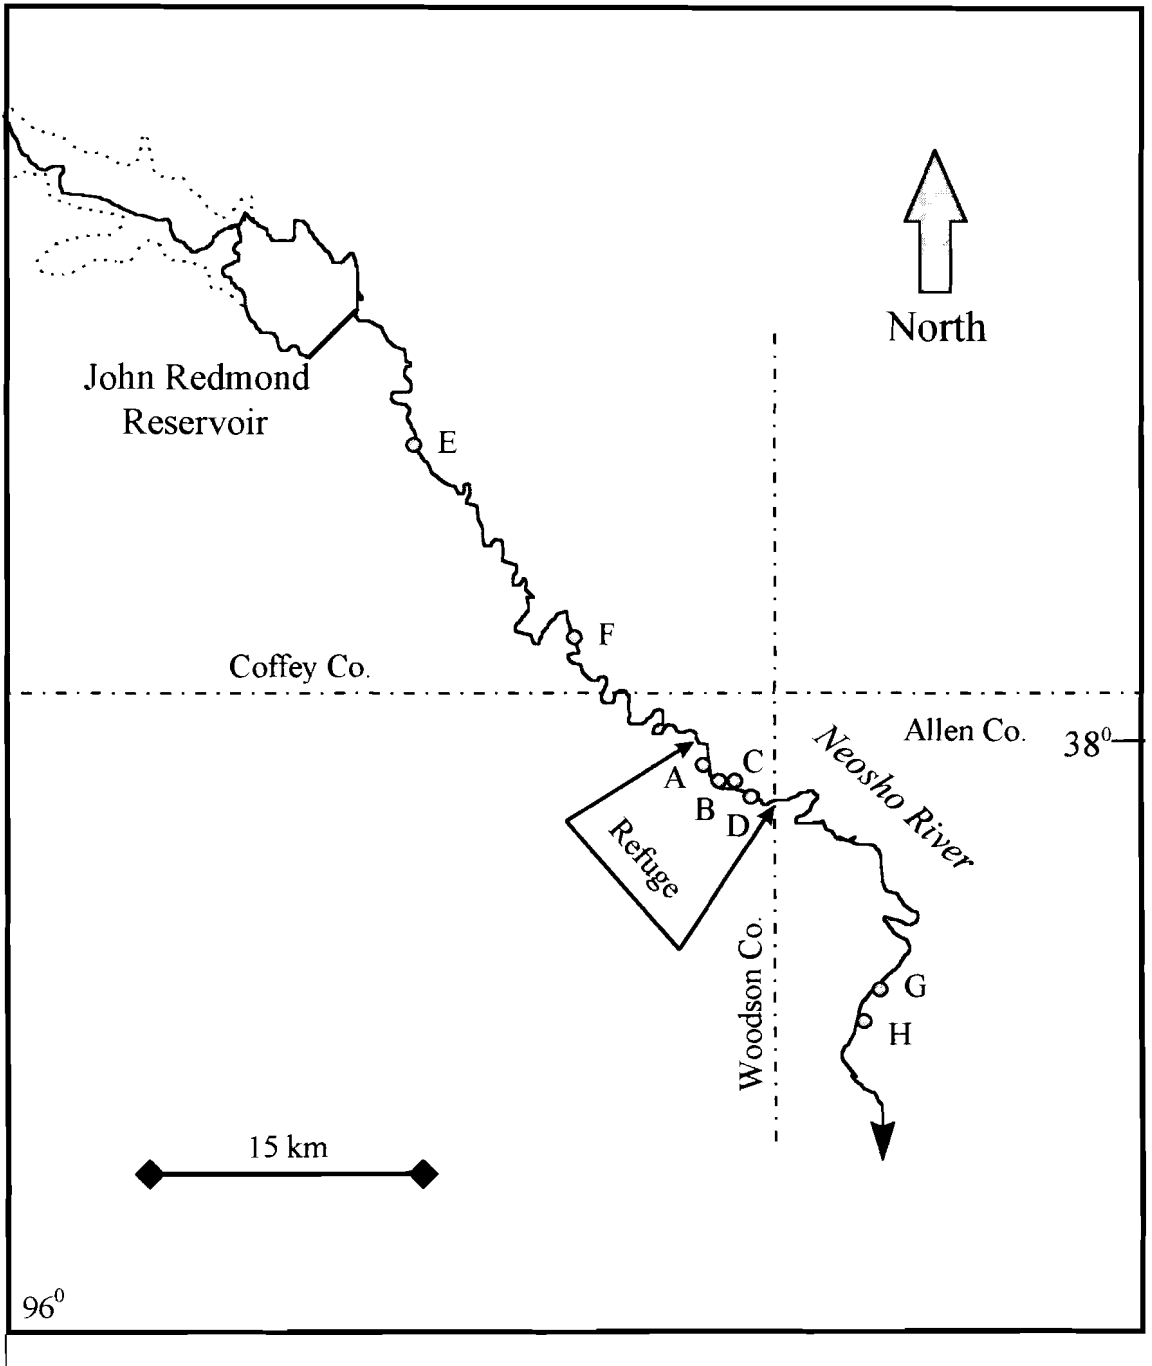 North
John Redmond
Reservoir
E
F
Coffey Co.
Allen Co.
38⁰
Neosho River
C
A
B
D
Refuge
Woodson Co.
G
H
15 km
96⁰